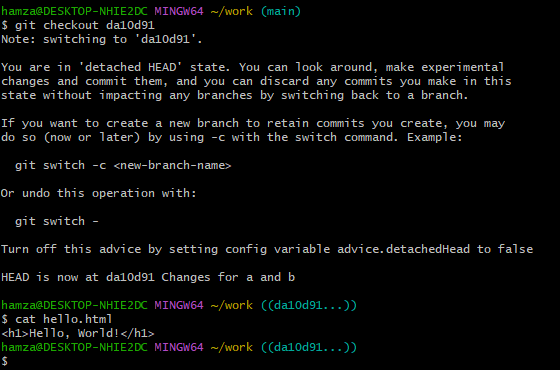 hamza@DESKTOP-NHIE2DC MINGW64 ~/work (main)
$ git checkout da10d91
Note: switching to 'da10d91'.
You are in 'detached HEAD' state. You can look around, make experimental
changes and commit them, and you can discard any commits you make in this
state without impacting any branches by switching back to a branch.
If you want to create a new branch to retain commits you create, you may
do so (now or later) by using -c with the switch command. Example:
git switch -c <new-branch-name>
Or undo this operation with:
git switch -
Turn off this advice by setting config variable advice.detachedHead to false
HEAD is now at da10d91 Changes for a and b
hamza@DESKTOP-NHIE2DC MINGW64 ~/work ((da10d91...))
$ cat hello.html
<h1>Hello, World!</h1>
hamza@DESKTOP-NHIE2DC MINGW64 ~/work ((da10d91...))
$